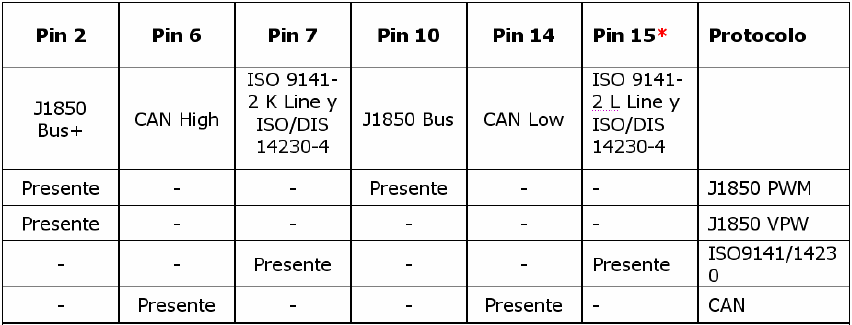 Pin 2 Pin 6 Pin 7 Pin 10 Pin 14 Pin 15* Protocolo
J1850
Bus+
CAN High
ISO 9141-
2 K Line y
ISO/DIS
14230-4
J1850 Bus
CAN Low
ISO 9141-
2 L Line y
ISO/DIS
14230-4
Presente - - Presente - - J1850 PWM
Presente - - - - - J1850 VPW
- - Presente - - Presente ISO9141/1423
0
- Presente - - Presente - CAN